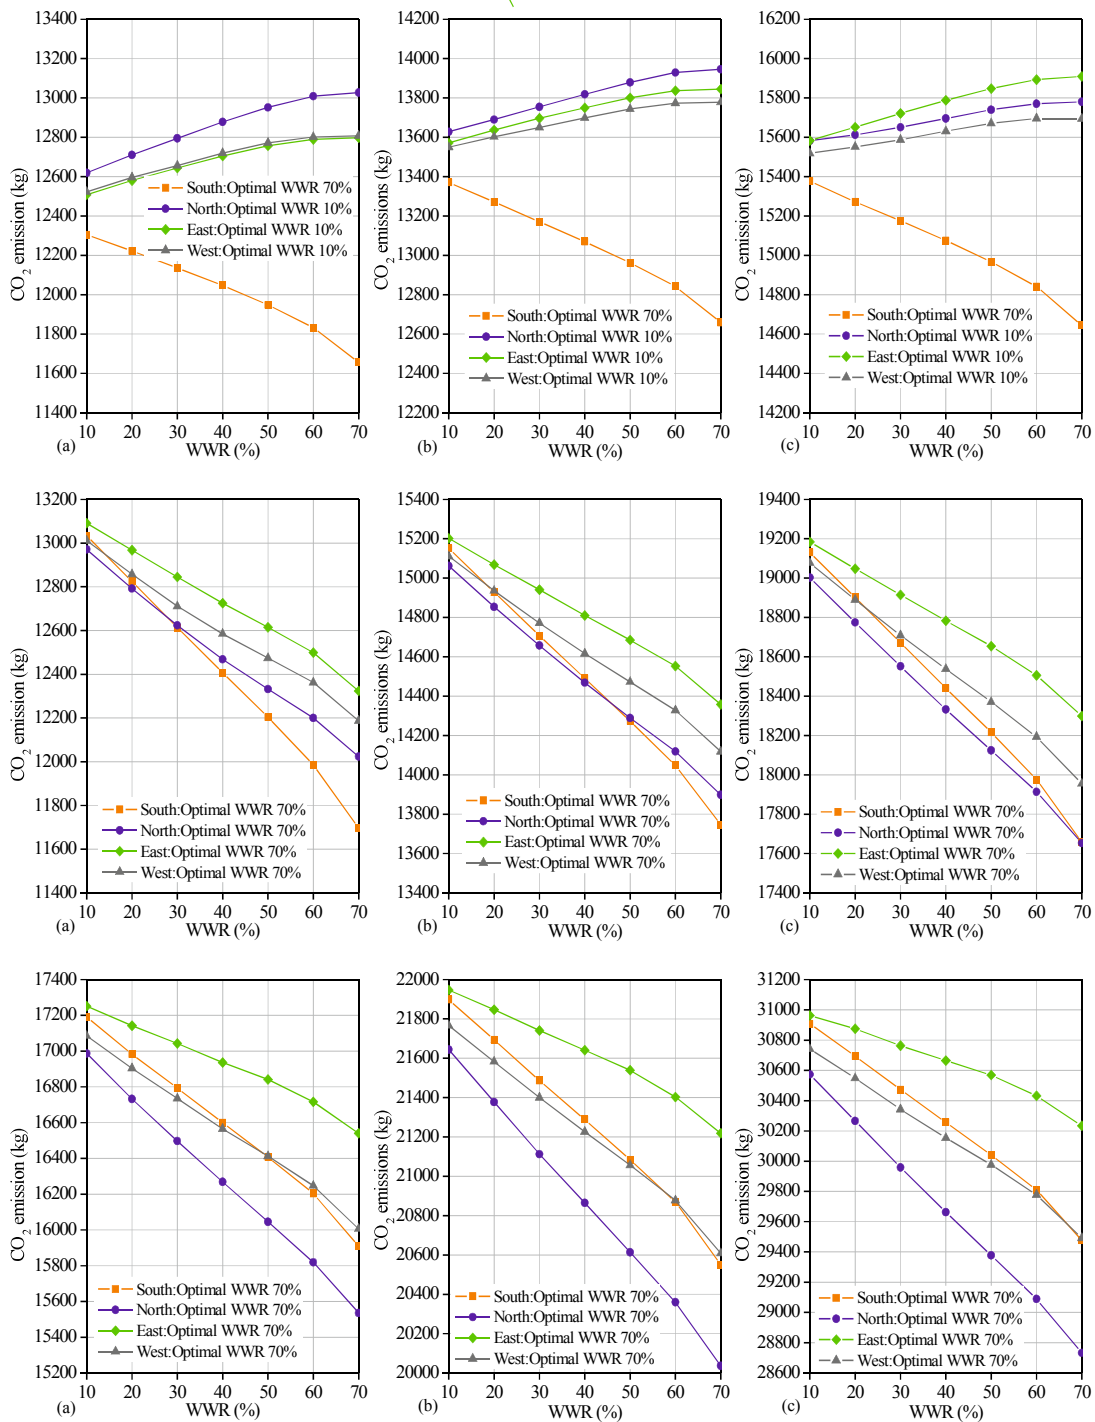 13400
13200
13000
12800
12600
12400
12200
12000
11800
11600
11400
CO2 emission (kg)
South:Optimal WWR 70%
North:Optimal WWR 10%
East:Optimal WWR 10%
West:Optimal WWR 10%
10 20 30 40 50 60 70
(a) WWR (%)
14200
14000
13800
13600
13400
13200
13000
12800
12600
12400
12200
CO2 emissions (kg)
South:Optimal WWR 70%
North:Optimal WWR 10%
East:Optimal WWR 10%
West:Optimal WWR 10%
10 20 30 40 50 60 70
(b) WWR (%)
16200
16000
15800
15600
15400
15200
15000
14800
14600
14400
14200
CO2 emission (kg)
South:Optimal WWR 70%
North:Optimal WWR 10%
East:Optimal WWR 10%
West:Optimal WWR 10%
10 20 30 40 50 60 70
(c) WWR (%)
13200
13000
12800
12600
12400
12200
12000
11800
11600
11400
CO2 emission (kg)
South:Optimal WWR 70%
North:Optimal WWR 70%
East:Optimal WWR 70%
West:Optimal WWR 70%
10 20 30 40 50 60 70
(a) WWR (%)
15400
15200
15000
14800
14600
14400
14200
14000
13800
13600
13400
CO2 emissions (kg)
South:Optimal WWR 70%
North:Optimal WWR 70%
East:Optimal WWR 70%
West:Optimal WWR 70%
10 20 30 40 50 60 70
(b) WWR (%)
19400
19200
19000
18800
18600
18400
18200
18000
17800
17600
17400
CO2 emission (kg)
South:Optimal WWR 70%
North:Optimal WWR 70%
East:Optimal WWR 70%
West:Optimal WWR 70%
10 20 30 40 50 60 70
(c) WWR (%)
17400
17200
17000
16800
16600
16400
16200
16000
15800
15600
15400
15200
CO2 emission (kg)
South:Optimal WWR 70%
North:Optimal WWR 70%
East:Optimal WWR 70%
West:Optimal WWR 70%
10 20 30 40 50 60 70
(a) WWR (%)
22000
21800
21600
21400
21200
21000
20800
20600
20400
20200
20000
CO2 emissions (kg)
South:Optimal WWR 70%
North:Optimal WWR 70%
East:Optimal WWR 70%
West:Optimal WWR 70%
10 20 30 40 50 60 70
(b) WWR (%)
31200
31000
30800
30600
30400
30200
30000
29800
29600
29400
29200
29000
28800
28600
CO2 emission (kg)
South:Optimal WWR 70%
North:Optimal WWR 70%
East:Optimal WWR 70%
West:Optimal WWR 70%
10 20 30 40 50 60 70
(c) WWR (%)